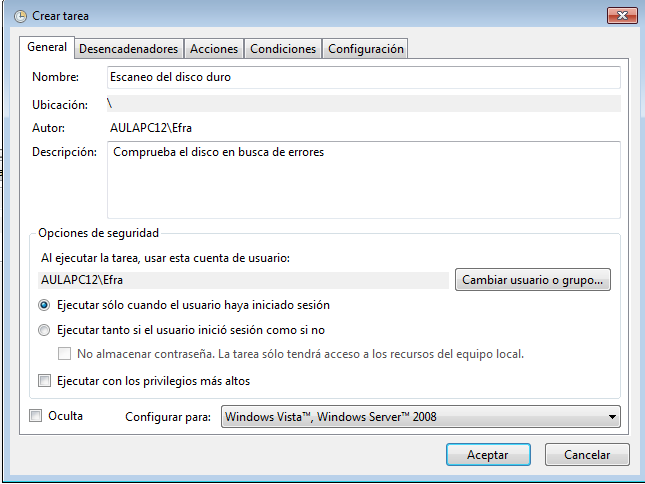 Crear tarea
General Desencadenadores Acciones Condiciones Configuración
Nombre: Escaneo del disco duro
Ubicación: \
Autor: AULAPC12\Efra
Descripción: Comprueba el disco en busca de errores
Opciones de seguridad
Al ejecutar la tarea, usar esta cuenta de usuario:
AULAPC12\Efra Cambiar usuario o grupo...
Ejecutar sólo cuando el usuario haya iniciado sesión
Ejecutar tanto si el usuario inició sesión como si no
No almacenar contraseña. La tarea sólo tendrá acceso a los recursos del equipo local.
Ejecutar con los privilegios más altos
Oculta Configurar para: Windows Vista™, Windows Server™ 2008
Aceptar Cancelar